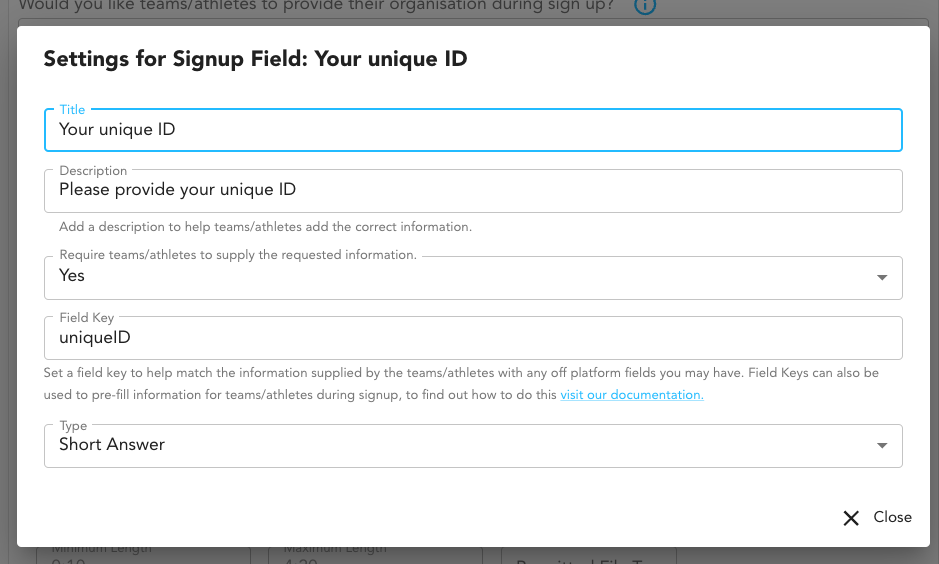 Would you like teams/athletes to provide their organisation during sign up?
Settings for Signup Field: Your unique ID
Title
Your unique ID
Description
Please provide your unique ID
Add a description to help teams/athletes add the correct information.
Require teams/athletes to supply the requested information.
Yes
Field Key
uniqueID
Set a field key to help match the information supplied by the teams/athletes with any off platform fields you may have. Field Keys can also be
used to pre-fill information for teams/athletes during signup, to find out how to do this visit our documentation.
Type
Short Answer
Close
Minimum Length
Maximum Length